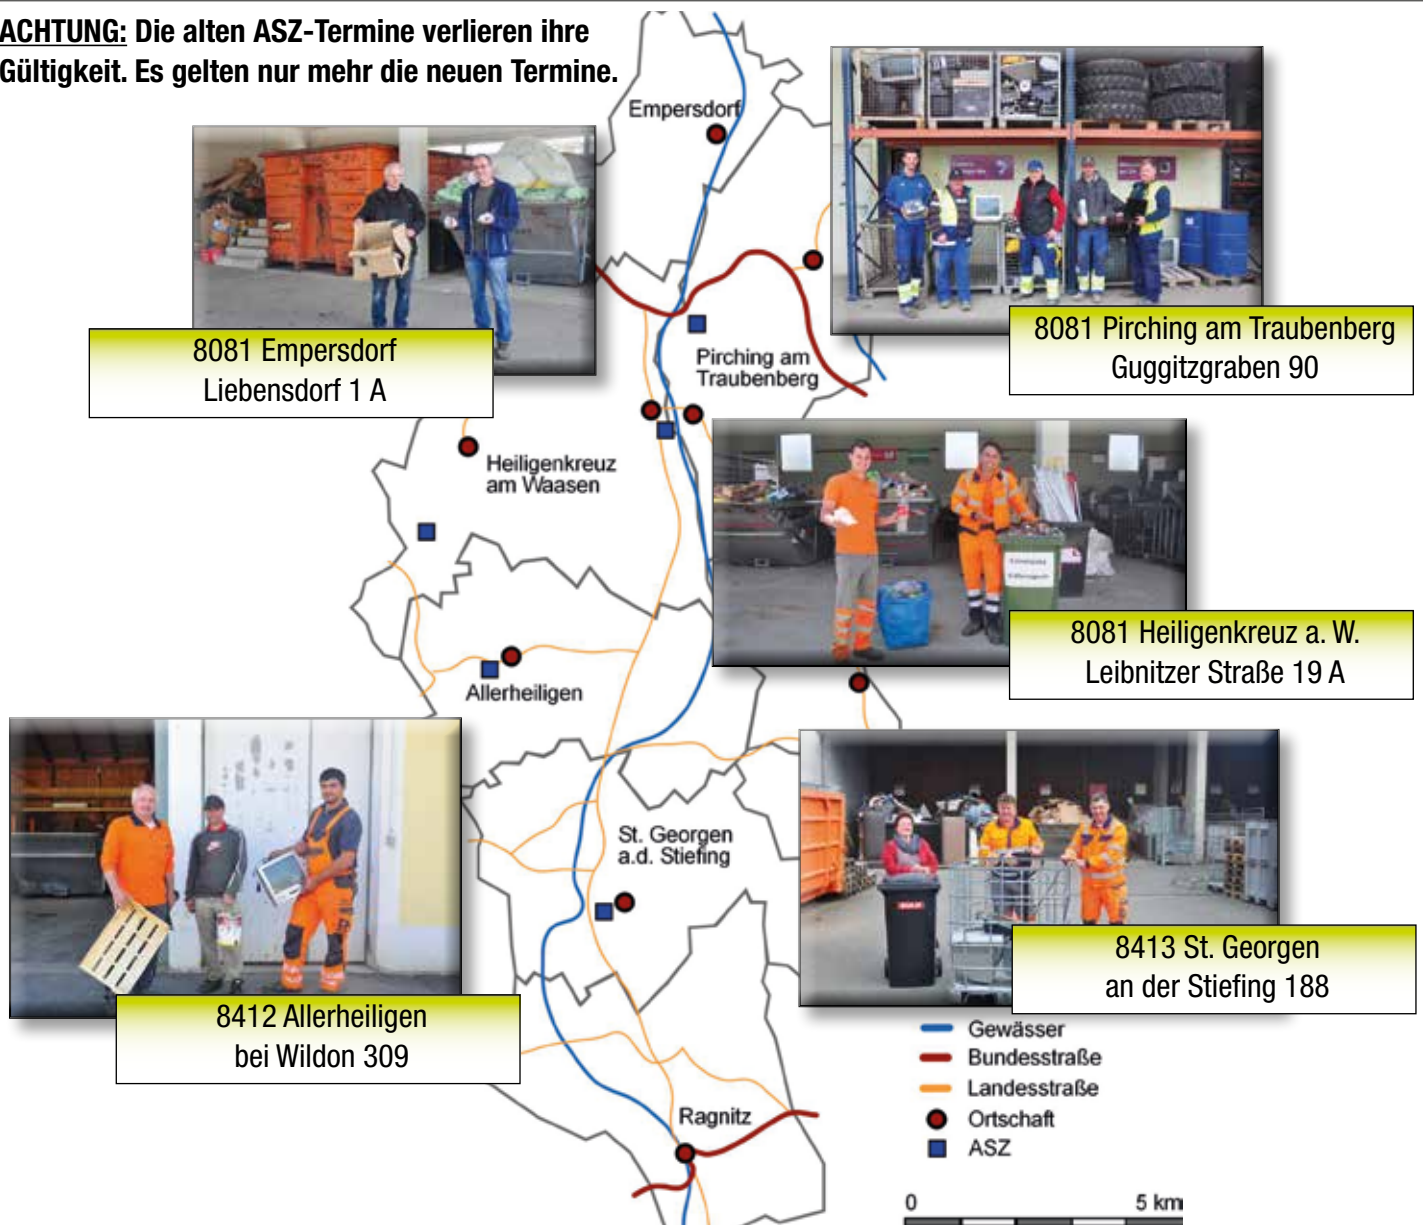 ACHTUNG: Die alten ASZ-Termine verlieren ihre
Gültigkeit. Es gelten nur mehr die neuen Termine.
Empersdorf
8081 Empersdorf
Liebensdorf 1 A
8081 Pirching am Traubenberg
Guggitzgraben 90
Pirching am
Traubenberg
Heiligenkreuz
am Waasen
8081 Heiligenkreuz a. W.
Leibnitzer Straße 19 A
Allerheiligen
St. Georgen
a.d. Stiefing
8413 St. Georgen
an der Stiefing 188
8412 Allerheiligen
bei Wildon 309
Gewässer
Bundesstraße
Landesstraße
Ortschaft
ASZ
Ragnitz
0 5 km